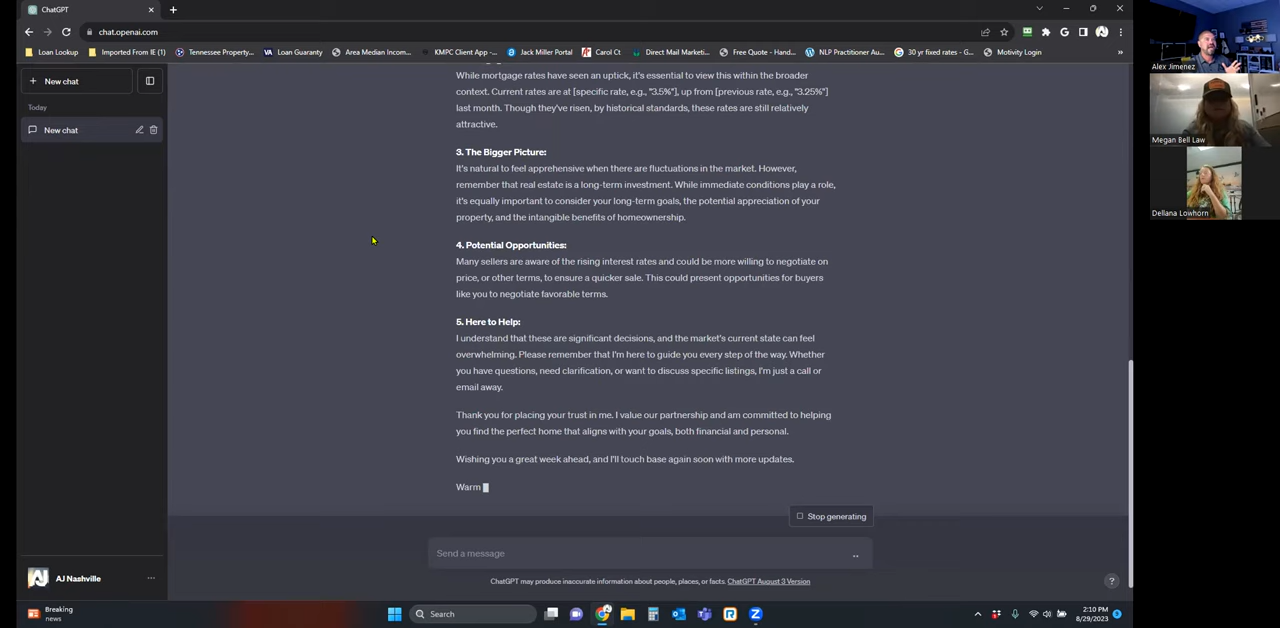 ChatGPT
chat.openai.com
Loan Lookup
Imported From IE (1)
Tennessee Property...
VA
Loan Guaranty
Area Median Incom...
KMPC Client App -...
Jack Miller Portal
Carol Ct
Direct Mail Marketi...
Free Quote - Hand...
NLP Practitioner Au...
30 yr fixed rates - G...
Motivity Login
New chat
Today
New chat
While mortgage rates have seen an uptick, it's essential to view this within the broader
context. Current rates are at [specific rate, e.g., "3.5%"], up from [previous rate, e.g., "3.25%"]
last month. Though they've risen, by historical standards, these rates are still relatively
attractive.
3. The Bigger Picture:
It's natural to feel apprehensive when there are fluctuations in the market. However,
remember that real estate is a long-term investment. While immediate conditions play a role,
it's equally important to consider your long-term goals, the potential appreciation of your
property, and the intangible benefits of homeownership.
4. Potential Opportunities:
Many sellers are aware of the rising interest rates and could be more willing to negotiate on
price, or other terms, to ensure a quicker sale. This could present opportunities for buyers
like you to negotiate favorable terms.
5. Here to Help:
I understand that these are significant decisions, and the market's current state can feel
overwhelming. Please remember that I'm here to guide you every step of the way. Whether
you have questions, need clarification, or want to discuss specific listings, I'm just a call or
email away.
Thank you for placing your trust in me. I value our partnership and am committed to helping
you find the perfect home that aligns with your goals, both financial and personal.
Wishing you a great week ahead, and I'll touch base again soon with more updates.
Warm
Stop generating
Send a message
ChatGPT may produce inaccurate information about people, places, or facts. ChatGPT August 3 Version
?
AJ Nashville
Breaking
news
Search
2:10 PM
8/29/2023
Alex Jimenez
Megan Bell Law
Dellana Lowhorn